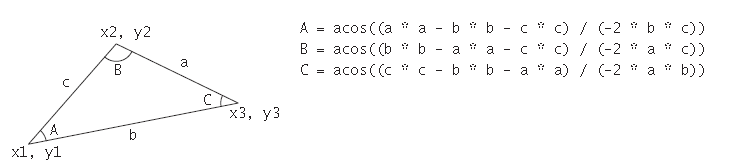 x2, y2
A = acos((a * a - b * b - c * c) / (-2 * b * c))
B = acos((b * b - a * a - c * c) / (-2 * a * c))
C = acos((c * c - b * b - a * a) / (-2 * a * b))
B
a
c
C
x3, y3
A
b
x1, y1